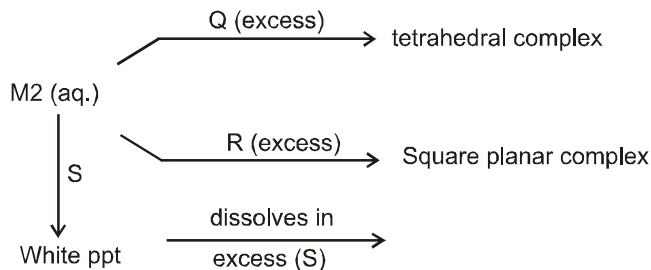 Q (excess)
tetrahedral complex
M2 (aq.)
R (excess)
Square planar complex
S
dissolves in
White ppt
excess (S)